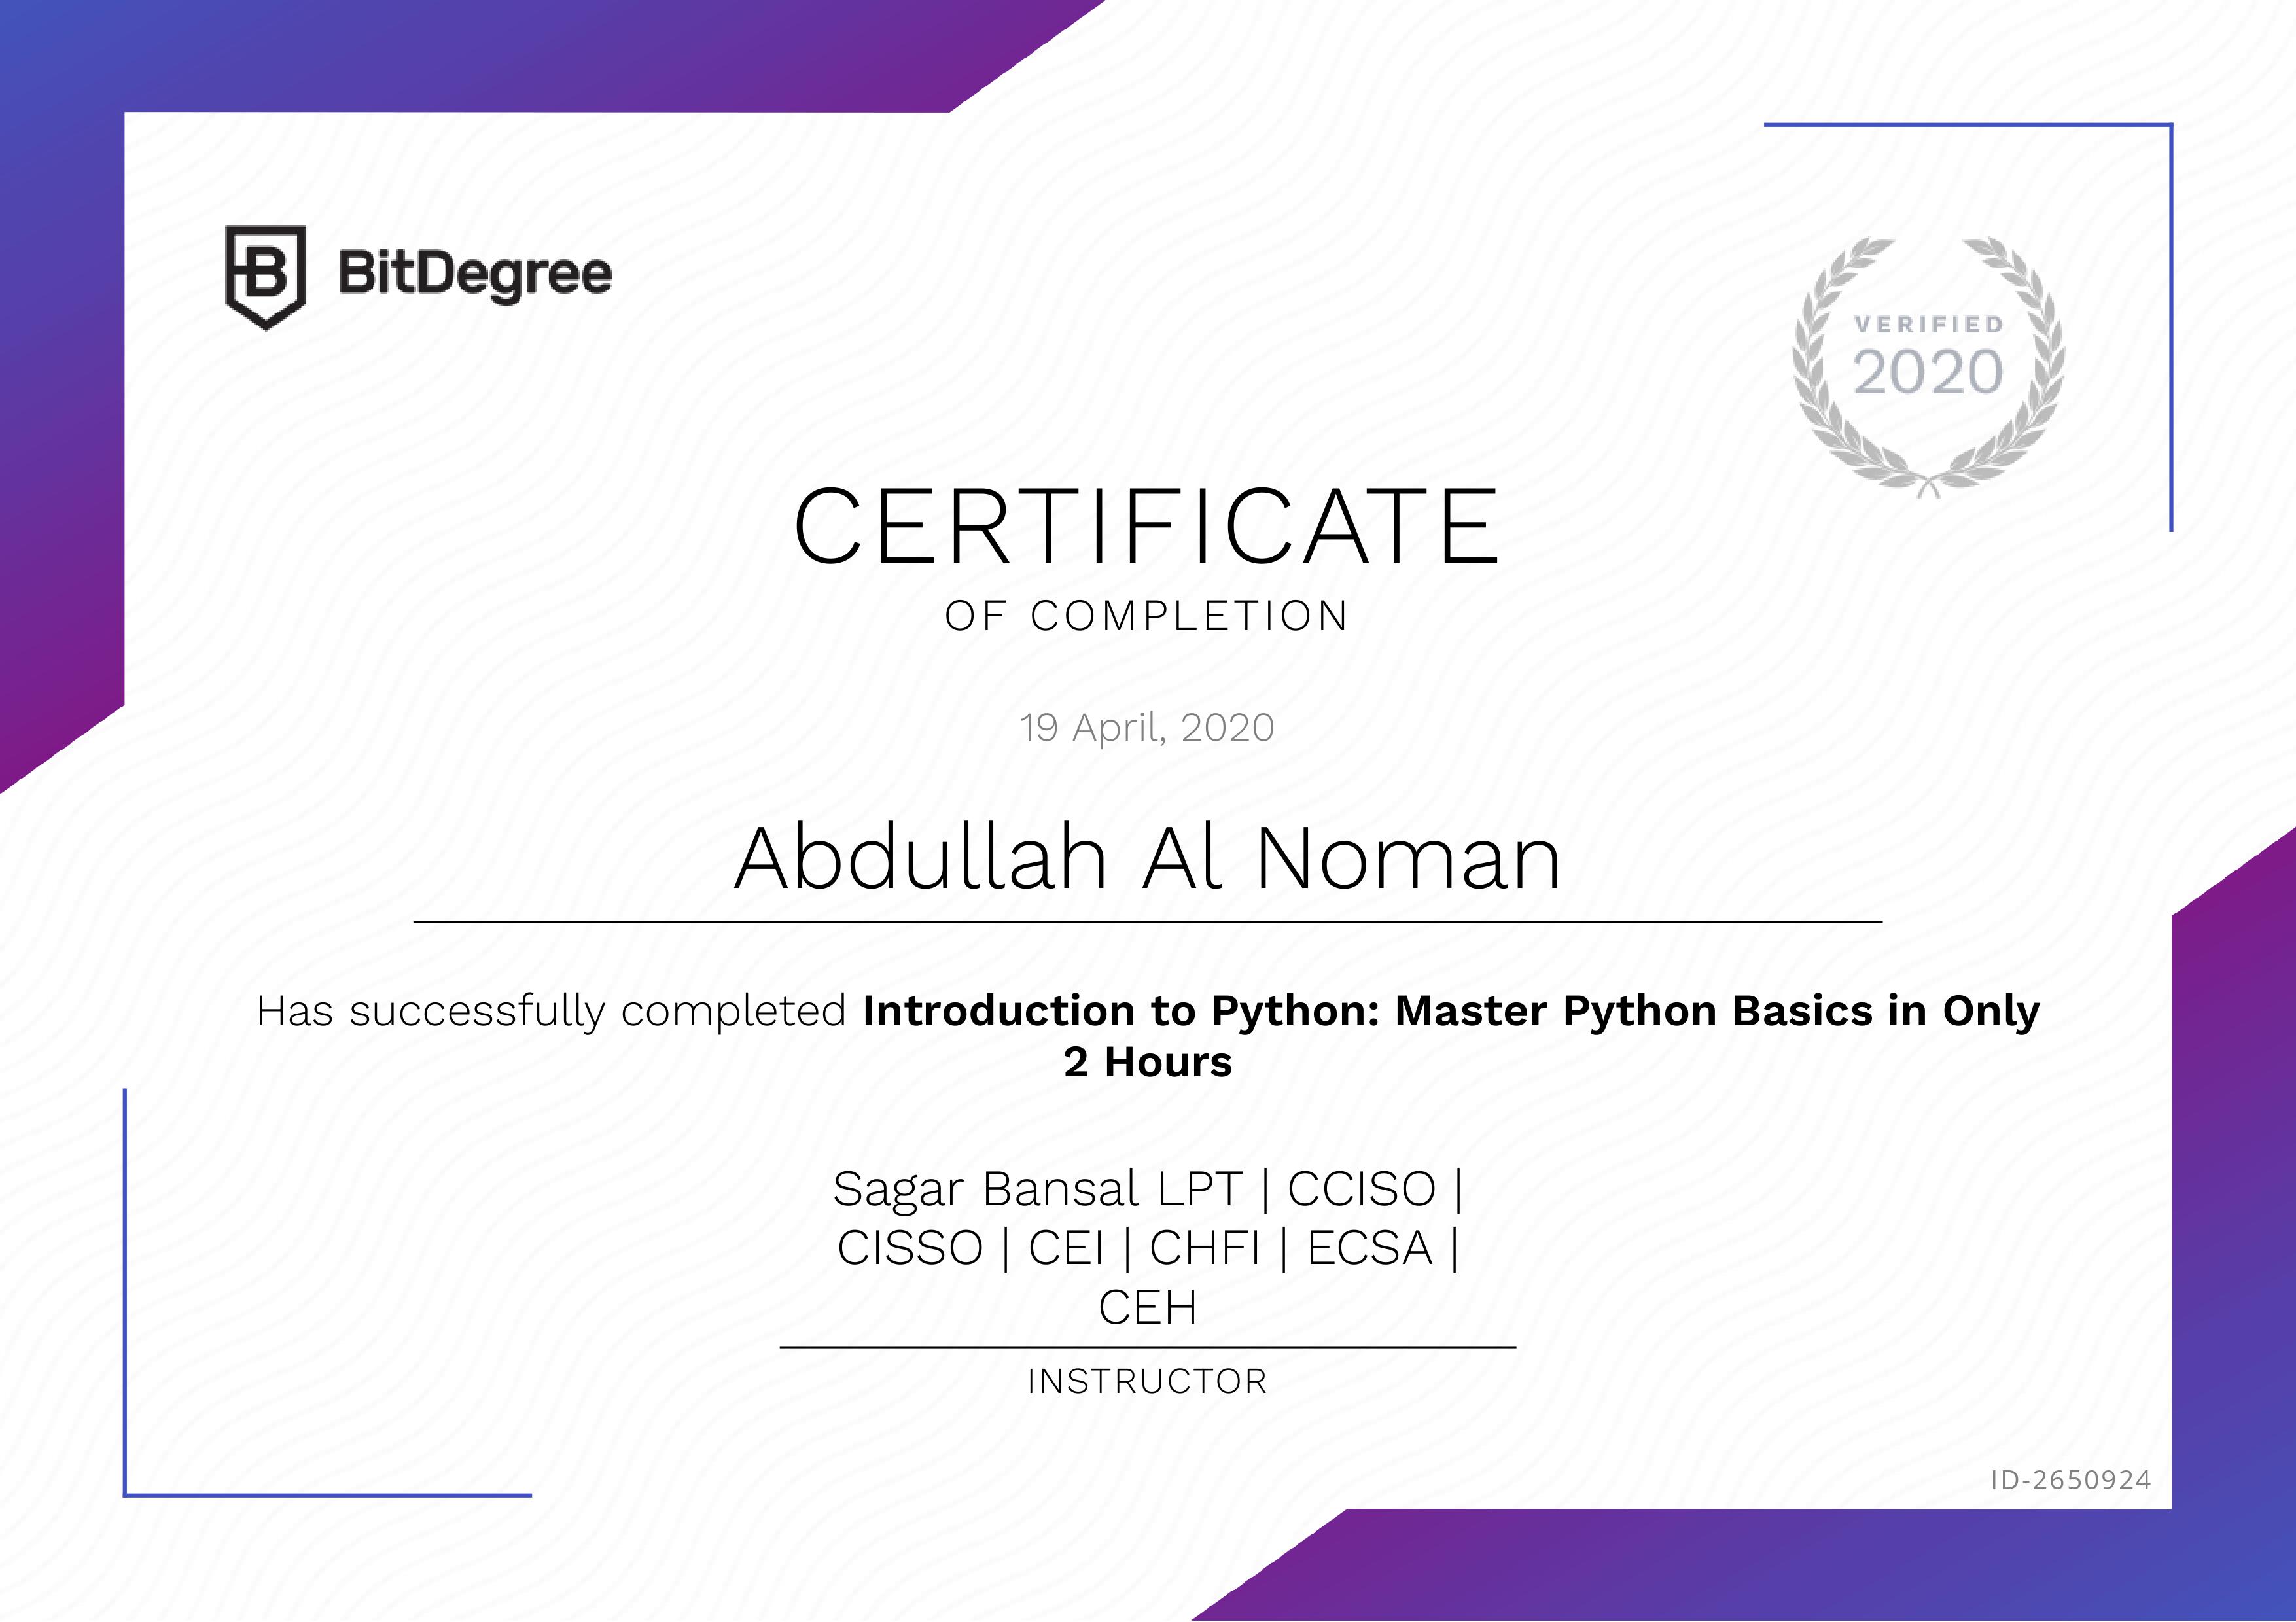 BitDegree
VERIFIED
2020
CERTIFICATE
OF COMPLETION
19 April, 2020
Abdullah Al Noman
Has successfully completed Introduction to Python: Master Python Basics in Only
2 Hours
Sagar Bansal LPT | CCISO |
CISSO | CEI | CHFI | ECSA |
CEH
INSTRUCTOR
ID-2650924